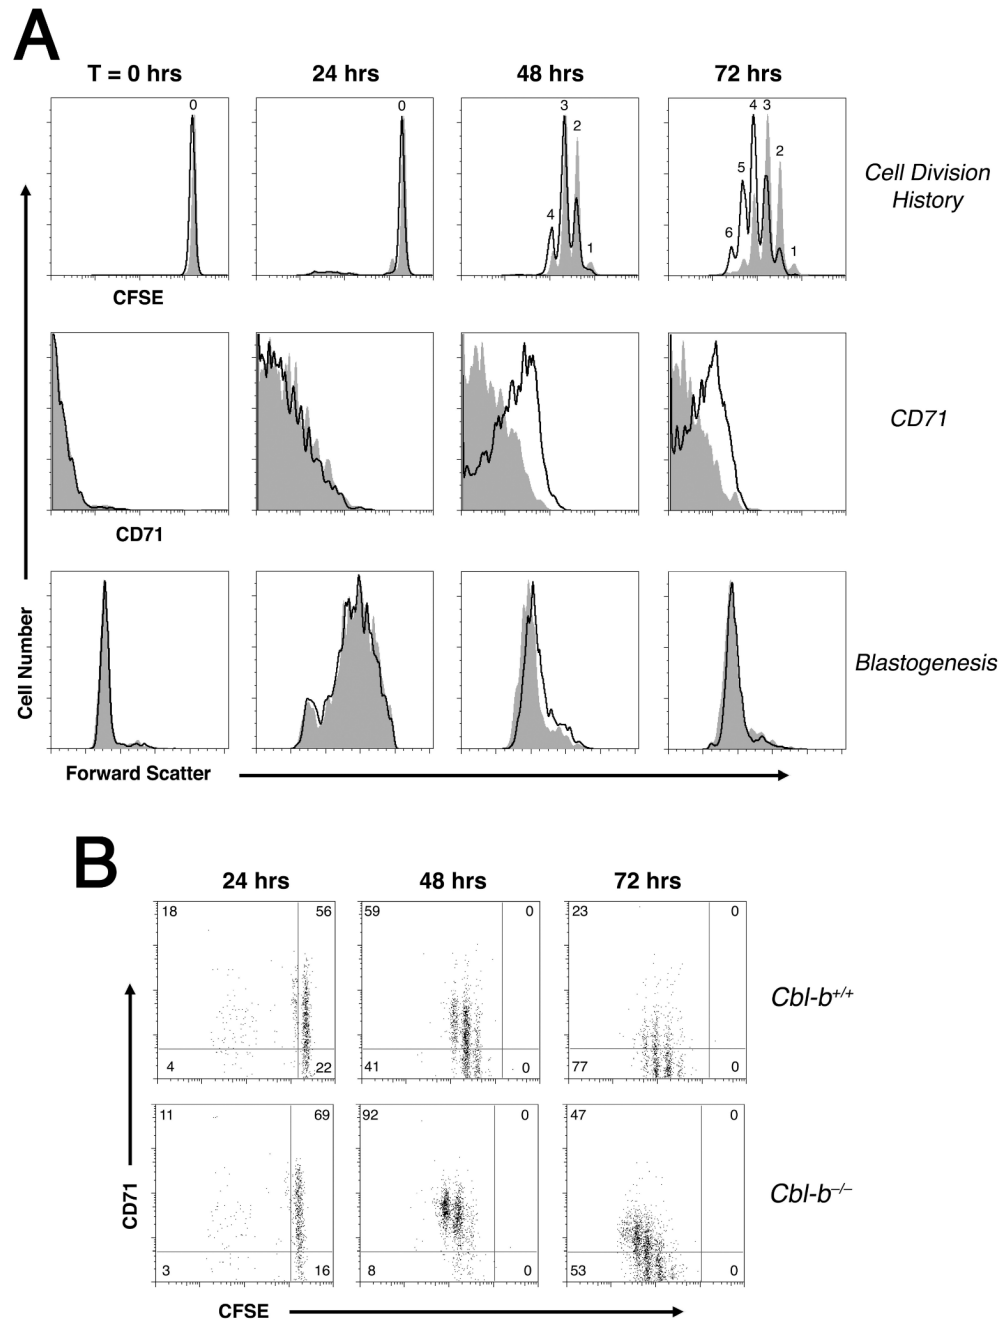 A
T = 0 hrs 24 hrs 48 hrs 72 hrs
0 0 3 2 4 1 4 3 2 5 6 1
Cell Division
History
CFSE
CD71
CD71
Cell Number
Blastogenesis
Forward Scatter
B
24 hrs 48 hrs 72 hrs
18 56 59 0 23 0
Cbl-b+/+
4 22 41 0 77 0
11 69 92 0 47 0
Cbl-b–/–
CD71
3 16 8 0 53 0
CFSE